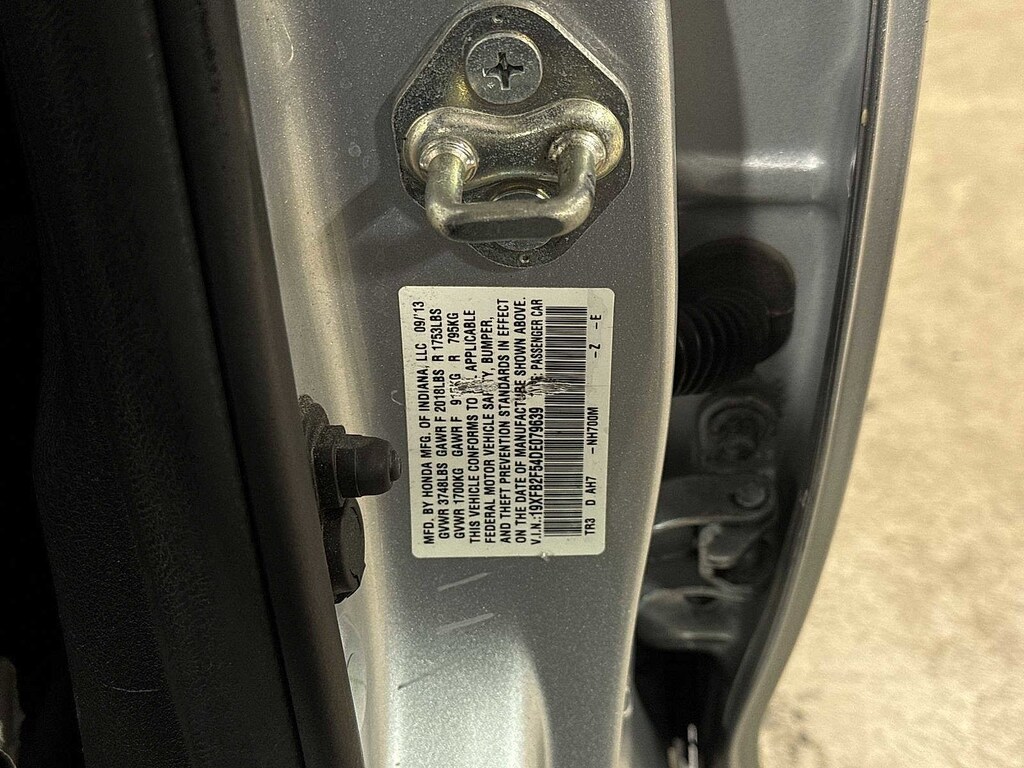 MFD. BY HONDA MFG. OF INDIANA, LLC 09/13
GVWR 3748LBS GAWR F 2018LBS R 1753LBS
GVWR 1700KG GAWR F 915KG R 795KG
THIS VEHICLE CONFORMS TO APPLICABLE
FEDERAL MOTOR VEHICLE SAFETY, BUMPER,
AND THEFT PREVENTION STANDARDS IN EFFECT
ON THE DATE OF MANUFACTURE SHOWN ABOVE.
V.I.N.: 19XFB2F54DE079639 : PASSENGER CAR
TR3 D AH7 -NH700M -Z -E